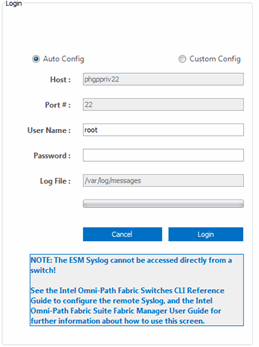 Login
Auto Config
Custom Config
Host :
phgppriv22
Port # :
22
User Name :
root
Password :
Log File :
/var/log/messages
Cancel
Login
NOTE: The ESM Syslog cannot be accessed directly from a
switch!
See the Intel Omni-Path Fabric Switches CLI Reference
Guide to configure the remote Syslog, and the Intel
Omni-Path Fabric Suite Fabric Manager User Guide for
further information about how to use this screen.